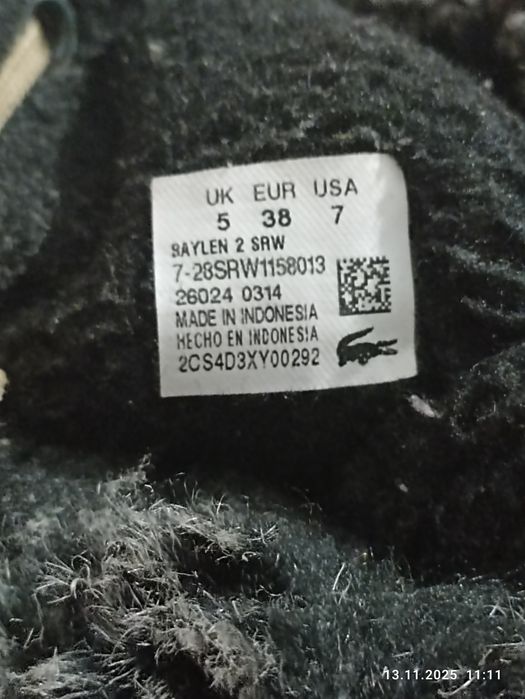 UK EUR USA
5 38 7
BAYLEN 2 SRW
7-28SRW1158013
26024 0314
MADE IN INDONESIA
HECHO EN INDONESIA
2CS4D3XY00292
13.11.2025 11:11